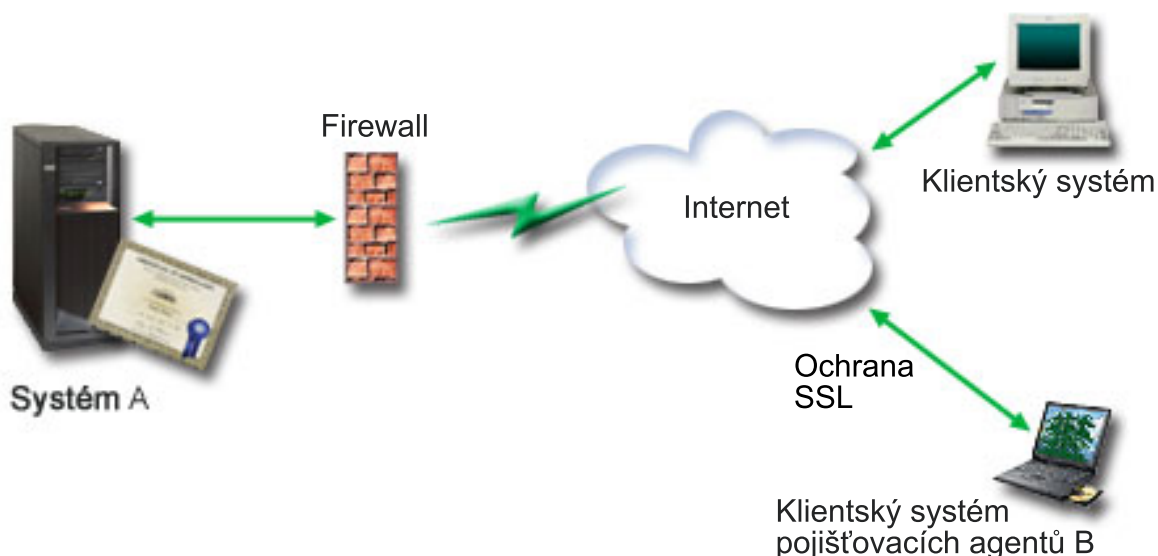 Firewall
Internet
Klientský systém
Systém A
Ochrana
SSL
Klientský systém
pojišťovacích agentů B